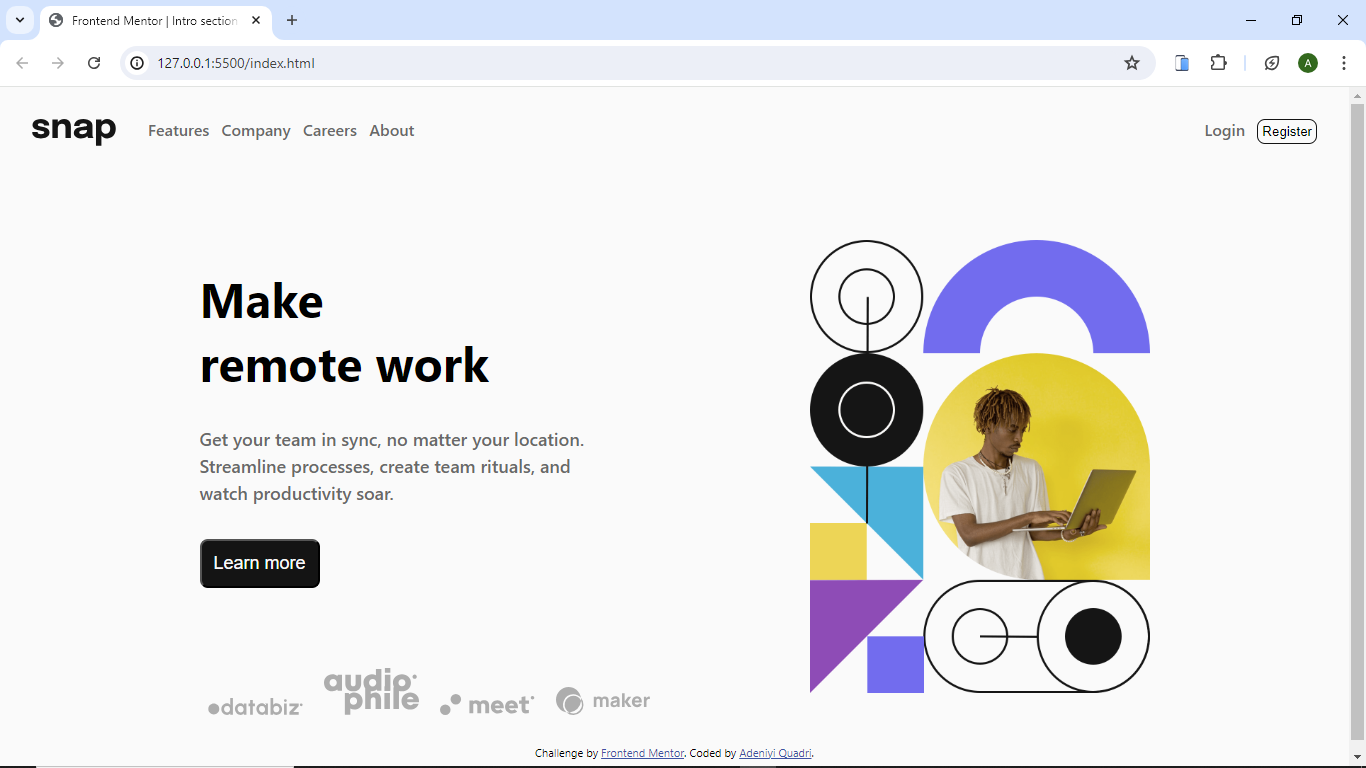 Frontend Mentor | Intro section
127.0.0.1:5500/index.html
A
snap Features Company Careers About Login Register
Make
remote work
Get your team in sync, no matter your location.
Streamline processes, create team rituals, and
watch productivity soar.
Learn more
databiz audiophile meet maker
Challenge by Frontend Mentor. Coded by Adeniyi Quadri.